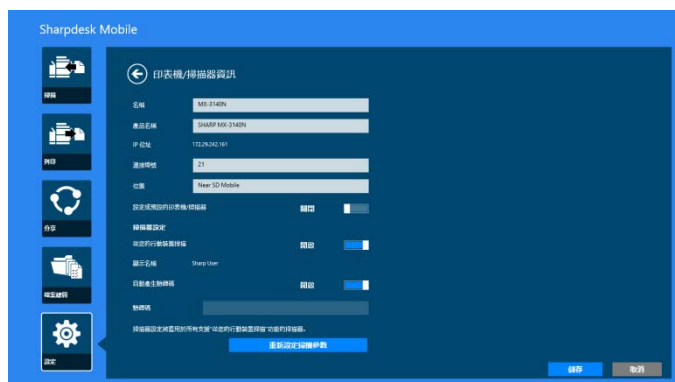 Sharpdesk Mobile
掃描
印表機/掃描器資訊
名稱 MX-3140N
產品名稱 SHARP MX-3140N
IP 位址 172.29.242.161
列印
連接埠號 21
位置 Near SD Mobile
設定成預設的印表機/掃描器 關閉
分享
掃描器設定
從您的行動裝置掃描 開啟
顯示名稱 Sharp User
自動產生驗證碼 開啟
檔案總管
驗證碼
掃描器設定將套用於所有支援"從您的行動裝置掃描"功能的掃描器。
重新設定掃描參數
設定
儲存 取消